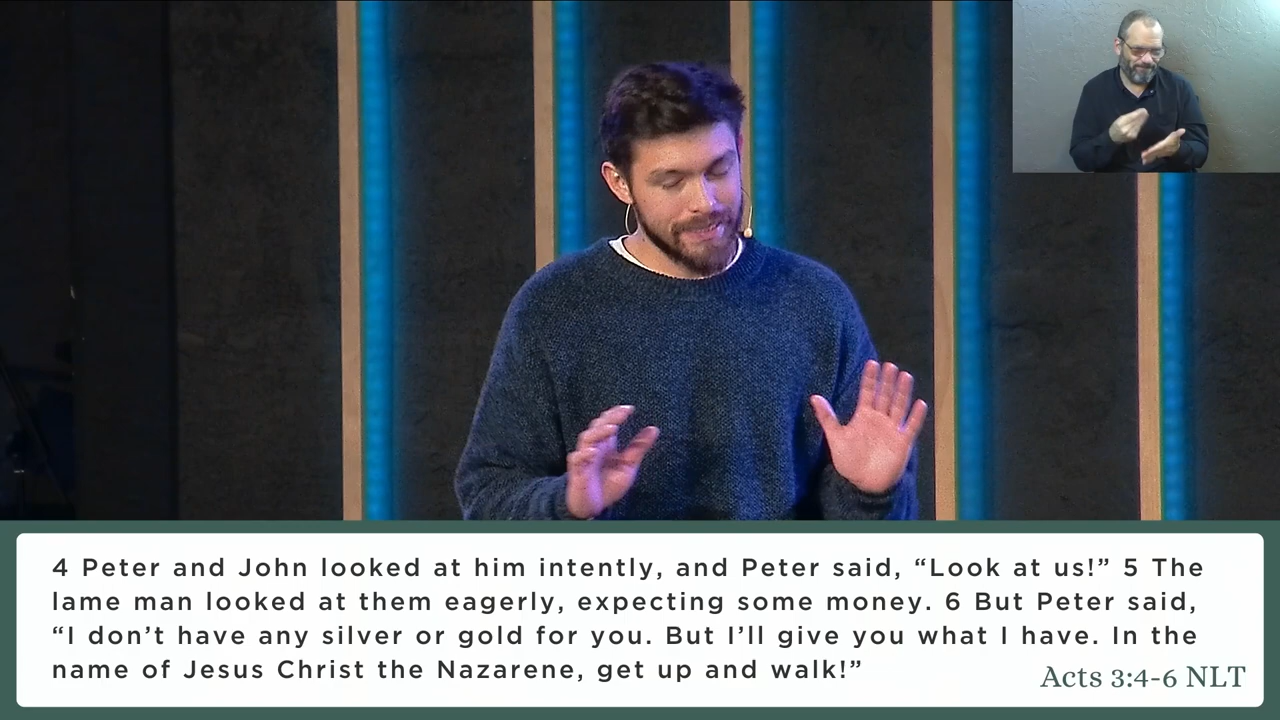 4 Peter and John looked at him intently, and Peter said, “Look at us!” 5 The
lame man looked at them eagerly, expecting some money. 6 But Peter said,
“I don’t have any silver or gold for you. But I’ll give you what I have. In the
name of Jesus Christ the Nazarene, get up and walk!”
Acts 3:4-6 NLT